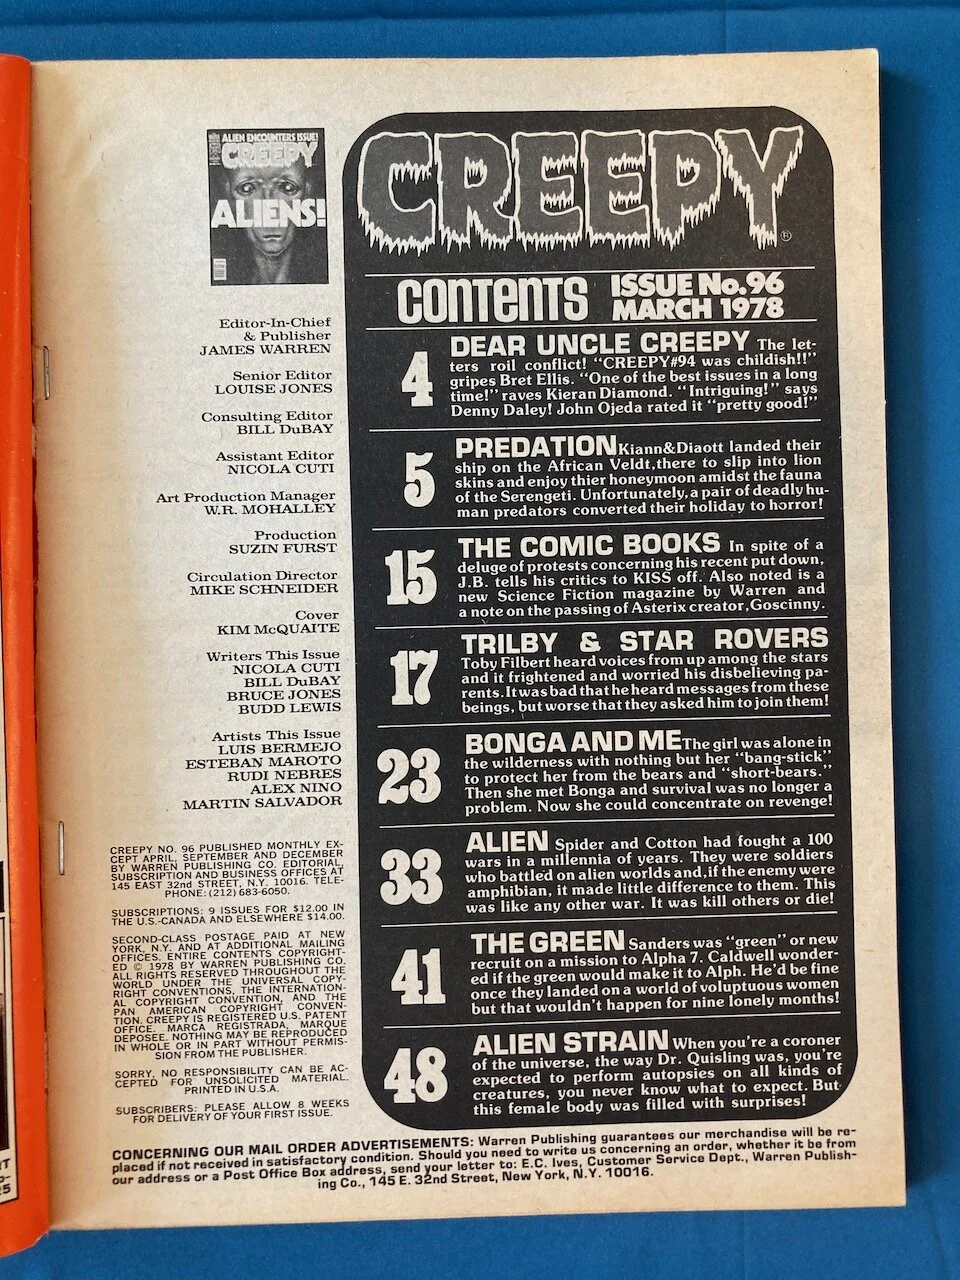 ALIEN ENCOUNTERS ISSUE!
CREEPY
ALIENS!
Editor-In-Chief
& Publisher
JAMES WARREN
Senior Editor
LOUISE JONES
Consulting Editor
BILL DuBAY
Assistant Editor
NICOLA CUTI
Art Production Manager
W.R. MOHALLEY
Production
SUZIN FURST
Circulation Director
MIKE SCHNEIDER
Cover
KIM McQUAITE
Writers This Issue
NICOLA CUTI
BILL DuBAY
BRUCE JONES
BUDD LEWIS
Artists This Issue
LUIS BERMEJO
ESTEBAN MAROTO
RUDI NEBRES
ALEX NINO
MARTIN SALVADOR
CREEPY NO. 96 PUBLISHED MONTHLY EX-
CEPT APRIL, SEPTEMBER AND DECEMBER
BY WARREN PUBLISHING CO. EDITORIAL,
SUBSCRIPTION AND BUSINESS OFFICES AT
145 EAST 32nd STREET, N.Y. 10016. TELE-
PHONE: (212) 683-6050.
SUBSCRIPTIONS: 9 ISSUES FOR $12.00 IN
THE U.S.-CANADA AND ELSEWHERE $14.00.
SECOND-CLASS POSTAGE PAID AT NEW
YORK, N.Y. AND AT ADDITIONAL MAILING
OFFICES. ENTIRE CONTENTS COPYRIGHT-
ED © 1978 BY WARREN PUBLISHING CO.
ALL RIGHTS RESERVED THROUGHOUT THE
WORLD UNDER THE UNIVERSAL COPY-
RIGHT CONVENTIONS, THE INTERNATION-
AL COPYRIGHT CONVENTION, AND THE
PAN AMERICAN COPYRIGHT CONVEN-
TION. CREEPY IS REGISTERED U.S. PATENT
OFFICE. MARCA REGISTRADA, MARQUE
DEPOSEE. NOTHING MAY BE REPRODUCED
IN WHOLE OR IN PART WITHOUT PERMIS-
SION FROM THE PUBLISHER.
SORRY, NO RESPONSIBILITY CAN BE AC-
CEPTED FOR UNSOLICITED MATERIAL.
PRINTED IN U.S.A.
SUBSCRIBERS: PLEASE ALLOW 8 WEEKS
FOR DELIVERY OF YOUR FIRST ISSUE.
CREEPY®
CONTENTS ISSUE No.96
MARCH 1978
4 DEAR UNCLE CREEPY The let-
ters roil conflict! "CREEPY#94 was childish!!"
gripes Bret Ellis. "One of the best issues in a long
time!" raves Kieran Diamond. "Intriguing!" says
Denny Daley! John Ojeda rated it "pretty good!"
5 PREDATION Kiann&Diaott landed their
ship on the African Veldt, there to slip into lion
skins and enjoy thier honeymoon amidst the fauna
of the Serengeti. Unfortunately, a pair of deadly hu-
man predators converted their holiday to horror!
15 THE COMIC BOOKS In spite of a
deluge of protests concerning his recent put down,
J.B. tells his critics to KISS off. Also noted is a
new Science Fiction magazine by Warren and
a note on the passing of Asterix creator, Goscinny.
17 TRILBY & STAR ROVERS
Toby Filbert heard voices from up among the stars
and it frightened and worried his disbelieving pa-
rents. It was bad that he heard messages from these
beings, but worse that they asked him to join them!
23 BONGA AND ME The girl was alone in
the wilderness with nothing but her "bang-stick"
to protect her from the bears and "short-bears."
Then she met Bonga and survival was no longer a
problem. Now she could concentrate on revenge!
33 ALIEN Spider and Cotton had fought a 100
wars in a millennia of years. They were soldiers
who battled on alien worlds and, if the enemy were
amphibian, it made little difference to them. This
was like any other war. It was kill others or die!
41 THE GREEN Sanders was "green" or new
recruit on a mission to Alpha 7. Caldwell wonder-
ed if the green would make it to Alph. He'd be fine
once they landed on a world of voluptuous women
but that wouldn't happen for nine lonely months!
48 ALIEN STRAIN When you're a coroner
of the universe, the way Dr. Quisling was, you're
expected to perform autopsies on all kinds of
creatures, you never know what to expect. But
this female body was filled with surprises!
CONCERNING OUR MAIL ORDER ADVERTISEMENTS: Warren Publishing guarantees our merchandise will be re-
placed if not received in satisfactory condition. Should you need to write us concerning an order, whether it be from
our address or a Post Office Box address, send your letter to: E.C. Ives, Customer Service Dept., Warren Publish-
ing Co., 145 E. 32nd Street, New York, N.Y. 10016.